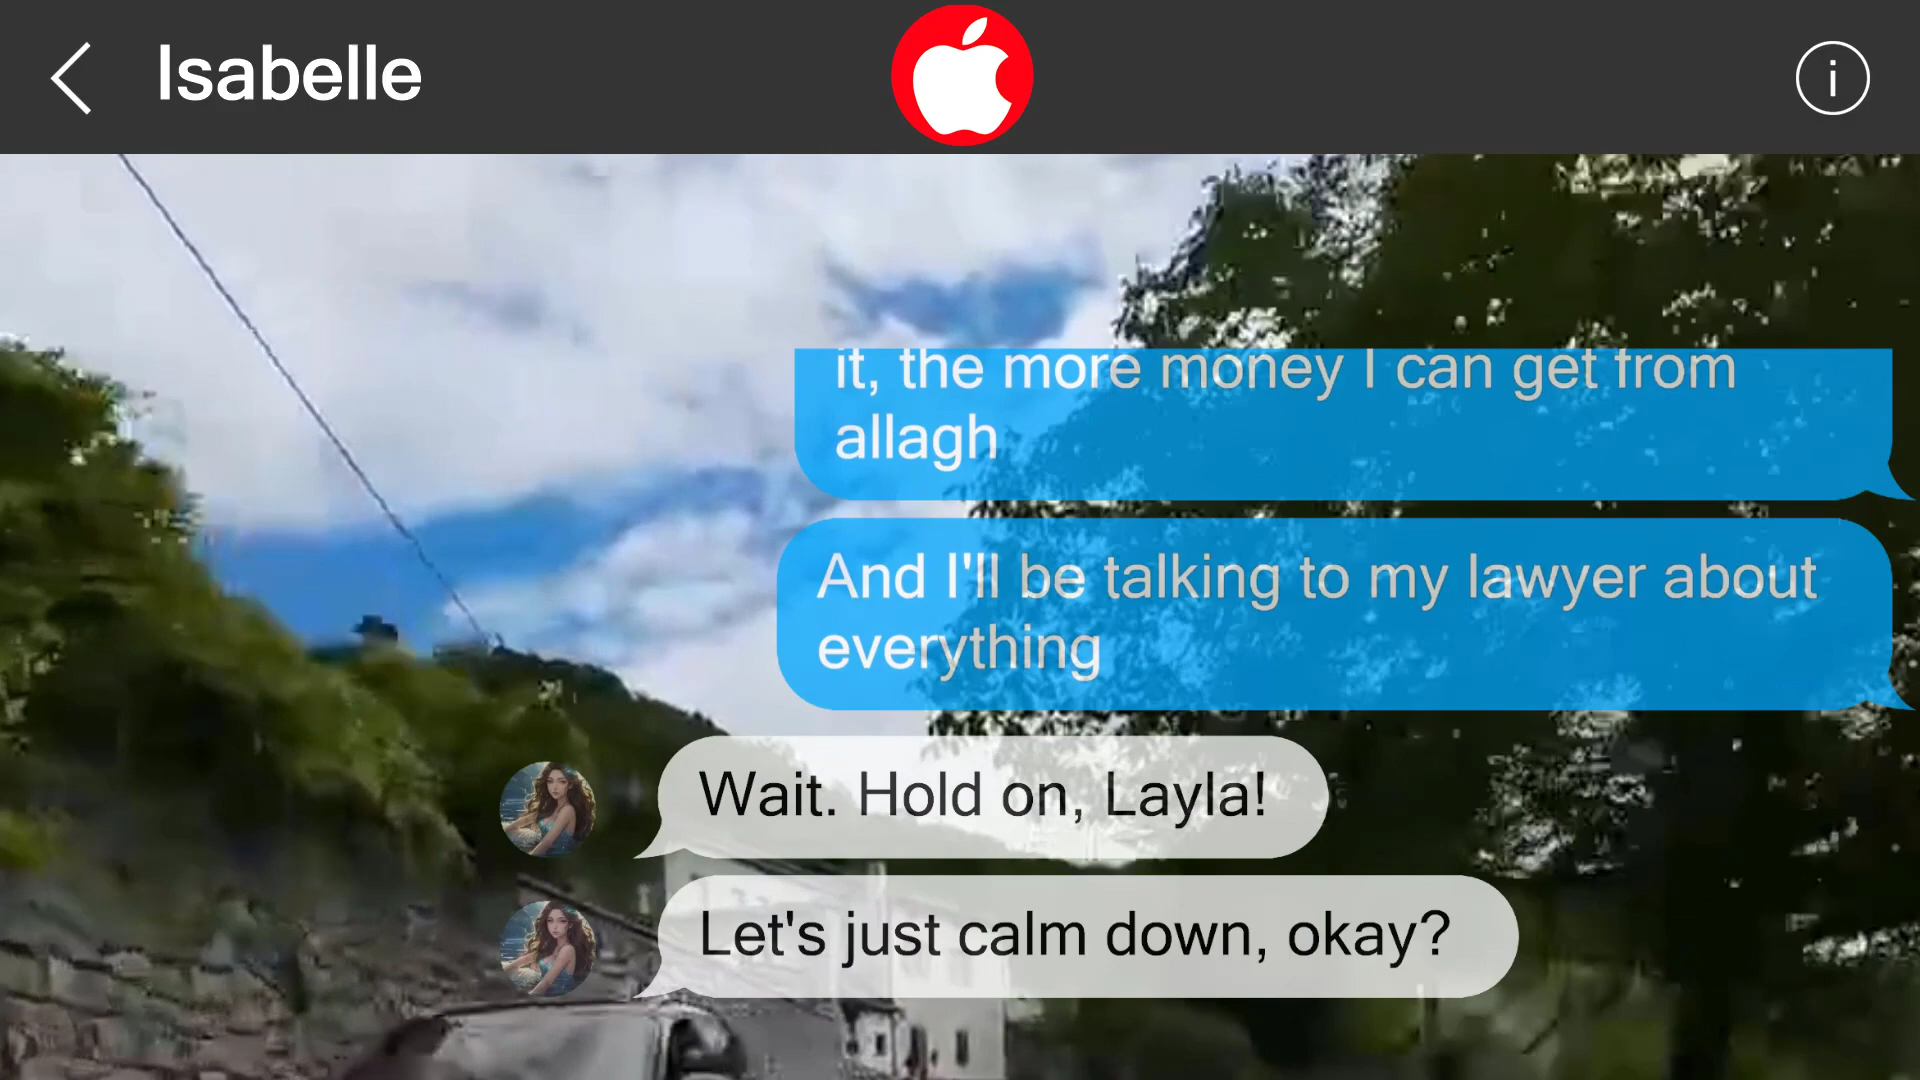 Isabelle
it, the more money I can get from
allagh
And I'll be talking to my lawyer about
everything
Wait. Hold on, Layla!
Let's just calm down, okay?